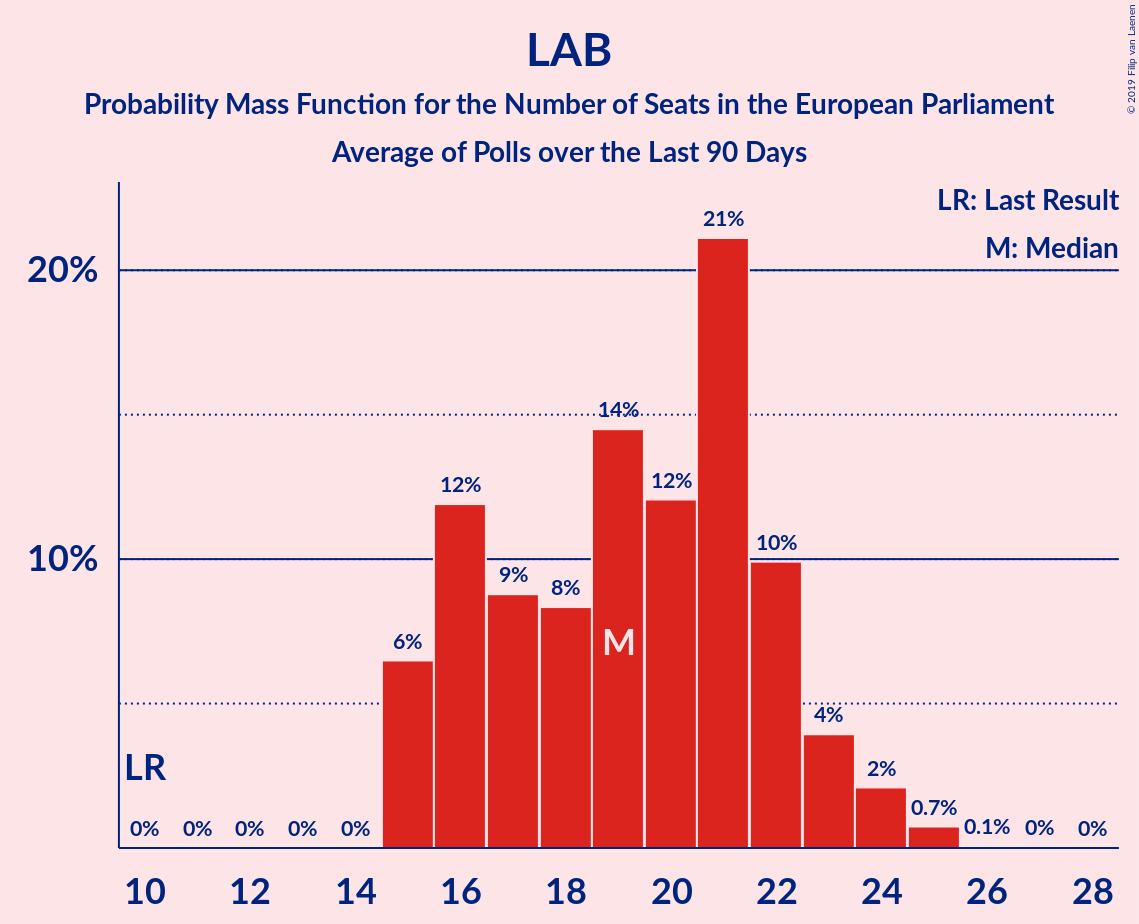 © 2019 Filip van Laenen
LAB
Probability Mass Function for the Number of Seats in the European Parliament
Average of Polls over the Last 90 Days
LR: Last Result
M: Median
20%
10%
LR
M
0% 0% 0% 0% 0% 6% 12% 9% 8% 14% 12% 21% 10% 4% 2% 0.7% 0.1% 0% 0%
10 12 14 16 18 20 22 24 26 28